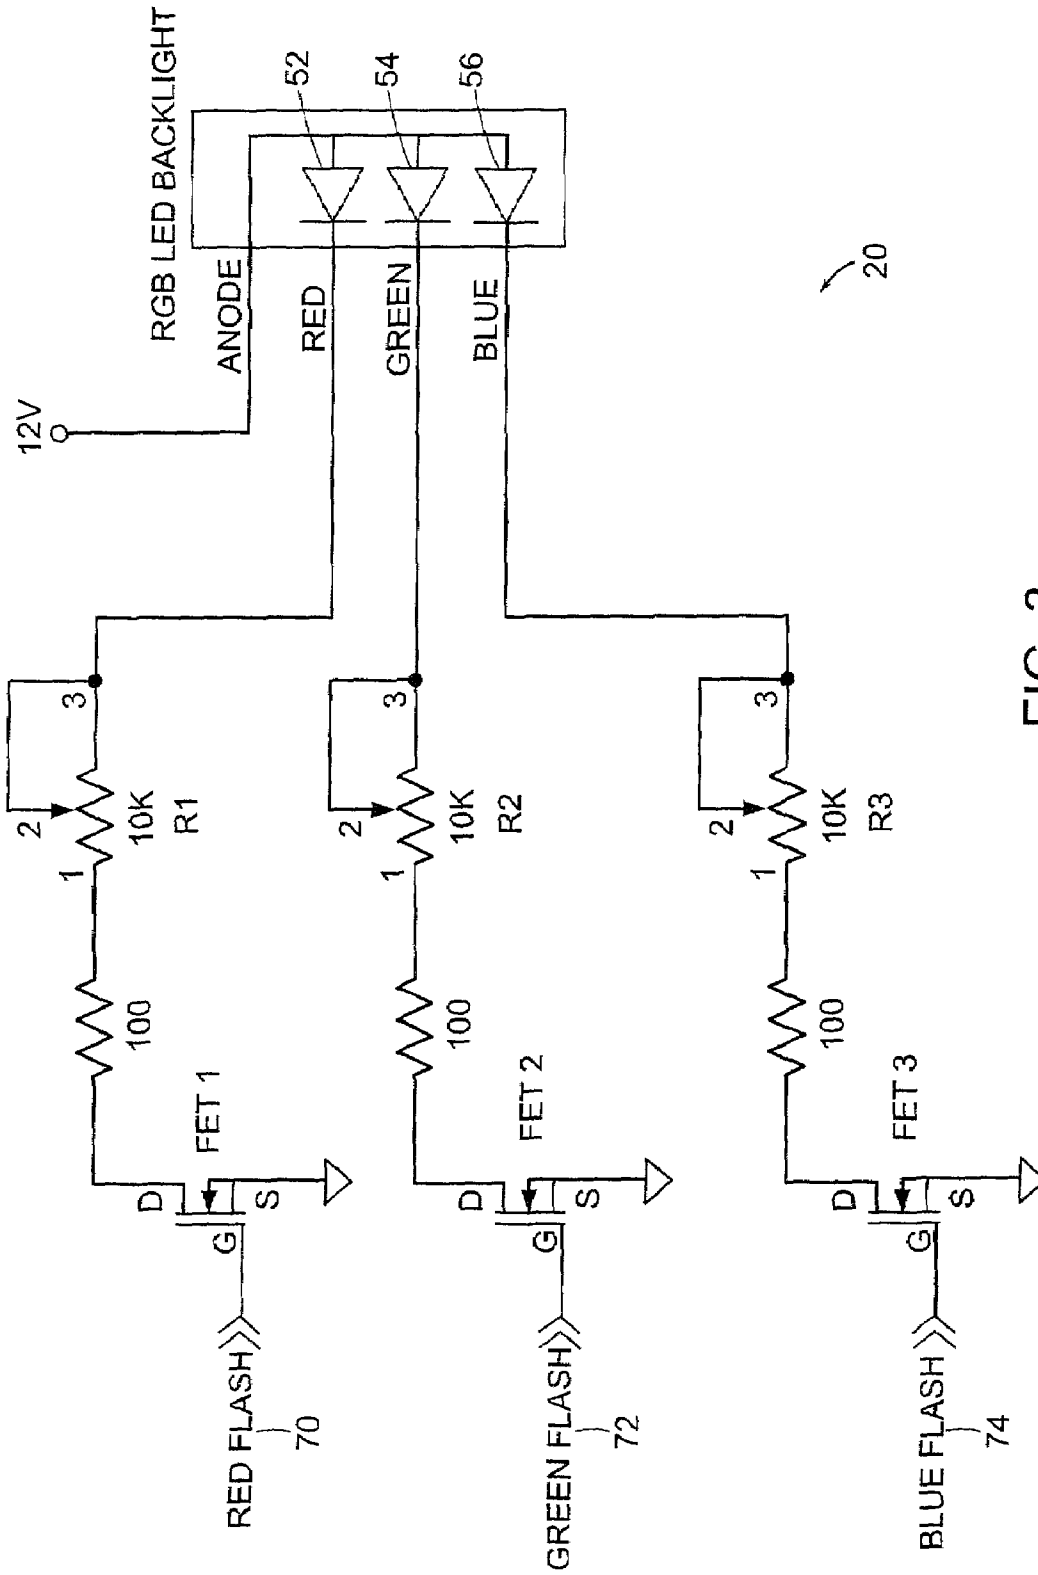 RGB LED BACKLIGHT
12V
ANODE
RED
GREEN
BLUE
52
54
56
20
3
2
1
10K
R1
100
D
FET 1
S
G
RED FLASH
70
3
2
1
10K
R2
100
D
FET 2
S
G
GREEN FLASH
72
3
2
1
10K
R3
100
D
FET 3
S
G
BLUE FLASH
74